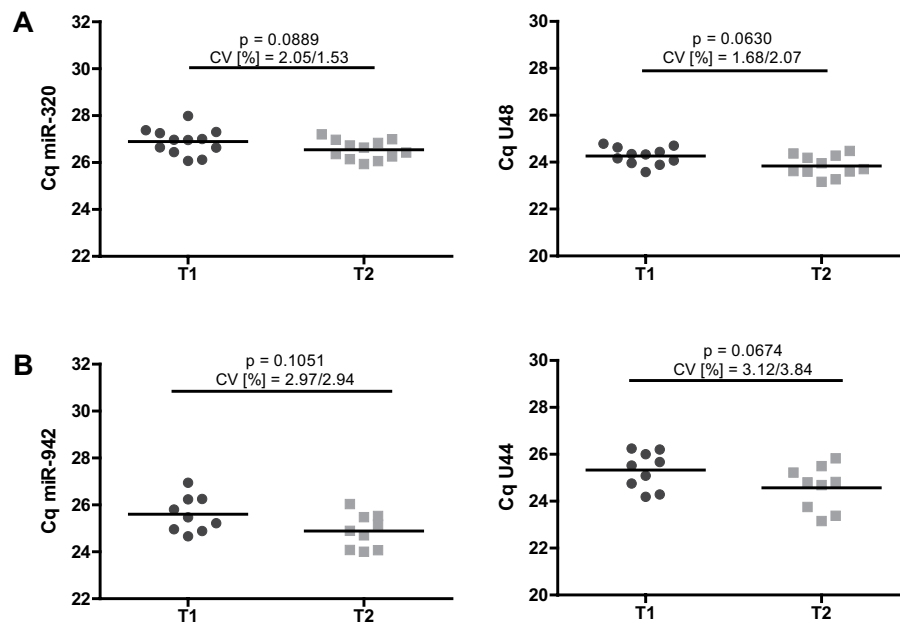 A
Cq miR-320
32
30
28
26
24
22
p = 0.0889
CV [%] = 2.05/1.53
T1
T2
Cq U48
30
28
26
24
22
20
p = 0.0630
CV [%] = 1.68/2.07
T1
T2
B
Cq miR-942
32
30
28
26
24
22
p = 0.1051
CV [%] = 2.97/2.94
T1
T2
Cq U44
30
28
26
24
22
20
p = 0.0674
CV [%] = 3.12/3.84
T1
T2